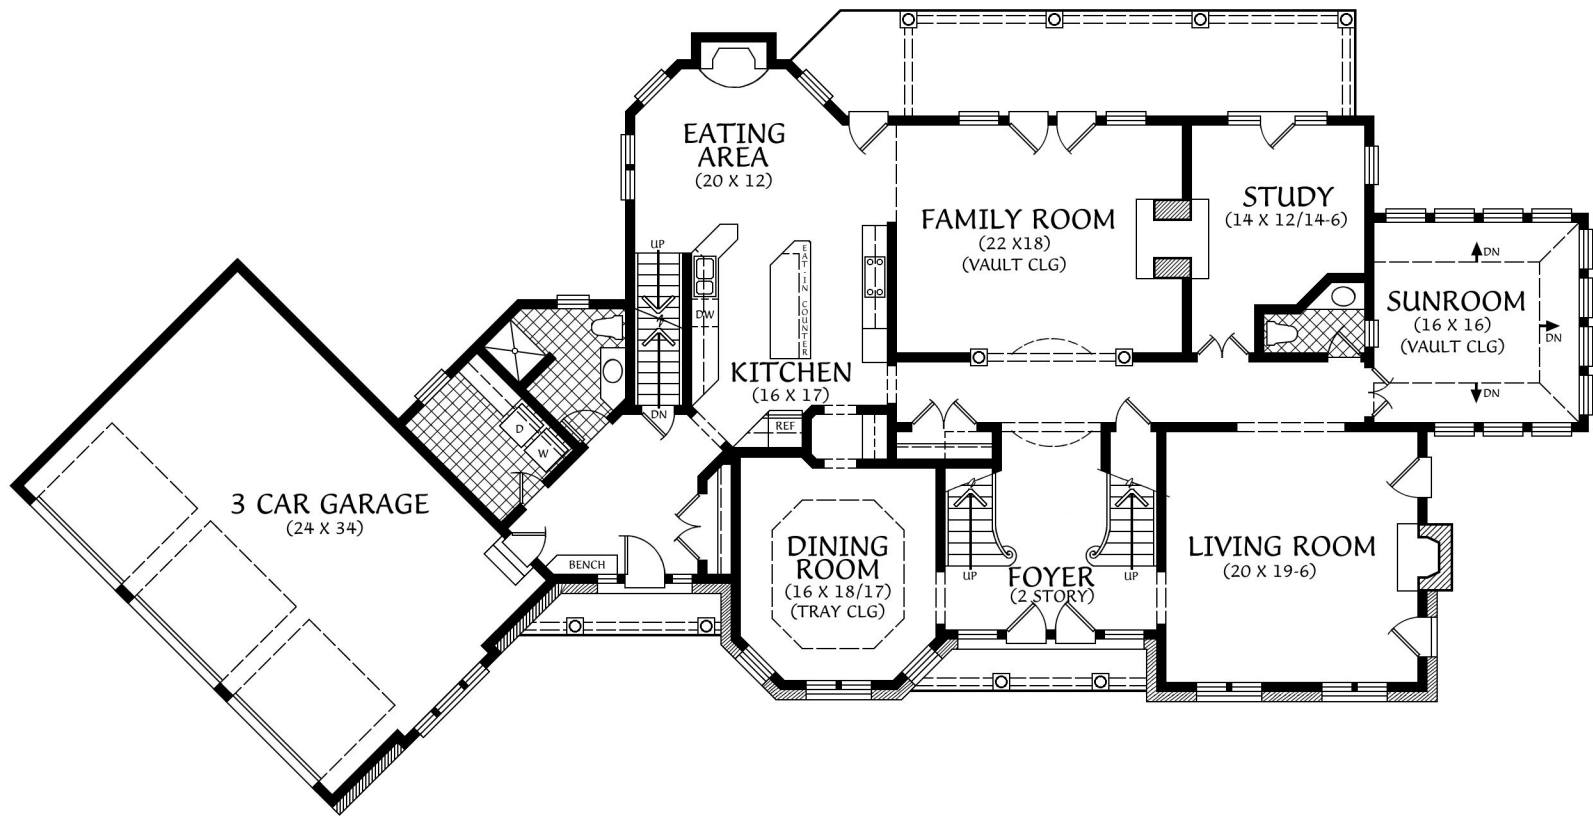 EATING
AREA
(20 X 12)
FAMILY ROOM
(22 X18)
(VAULT CLG)
STUDY
(14 X 12/14-6)
SUNROOM
(16 X 16)
(VAULT CLG)
DN
DN
DN
UP
DW
EAT-IN COUNTER
KITCHEN
(16 X 17)
REF
DN
D
W
3 CAR GARAGE
(24 X 34)
BENCH
DINING
ROOM
(16 X 18/17)
(TRAY CLG)
UP
FOYER
(2 STORY)
UP
LIVING ROOM
(20 X 19-6)